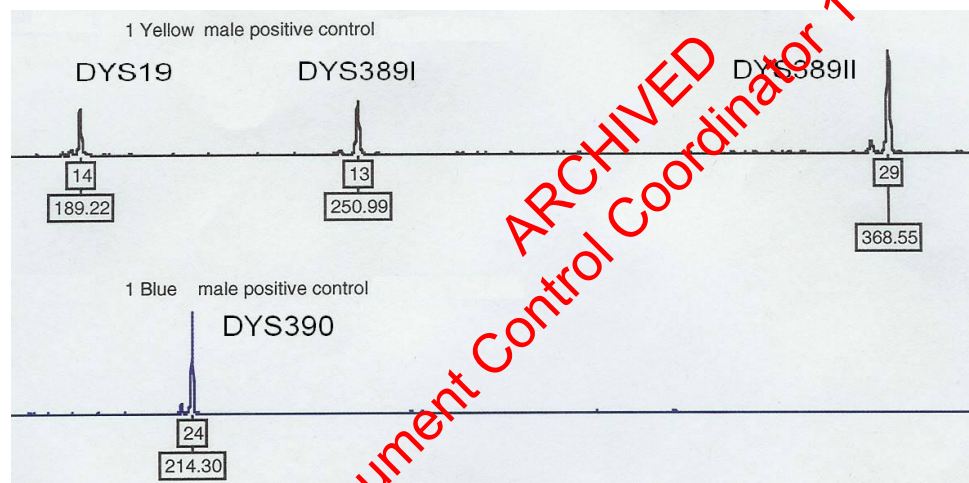 1 Yellow male positive control
DYS19 DYS389I DYS389II
14 13 29
189.22 250.99 368.55
1 Blue male positive control
DYS390
24
214.30
ARCHIVED
ument Control Coordinator 1